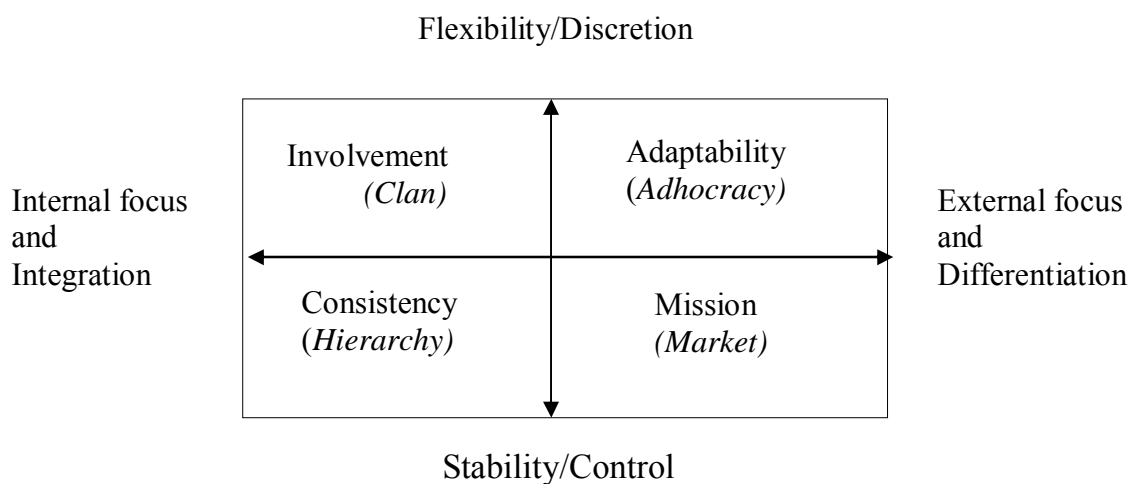 Flexibility/Discretion
Involvement
(Clan)
Adaptability
(Adhocracy)
Internal focus
and
Integration
External focus
and
Differentiation
Consistency
(Hierarchy)
Mission
(Market)
Stability/Control